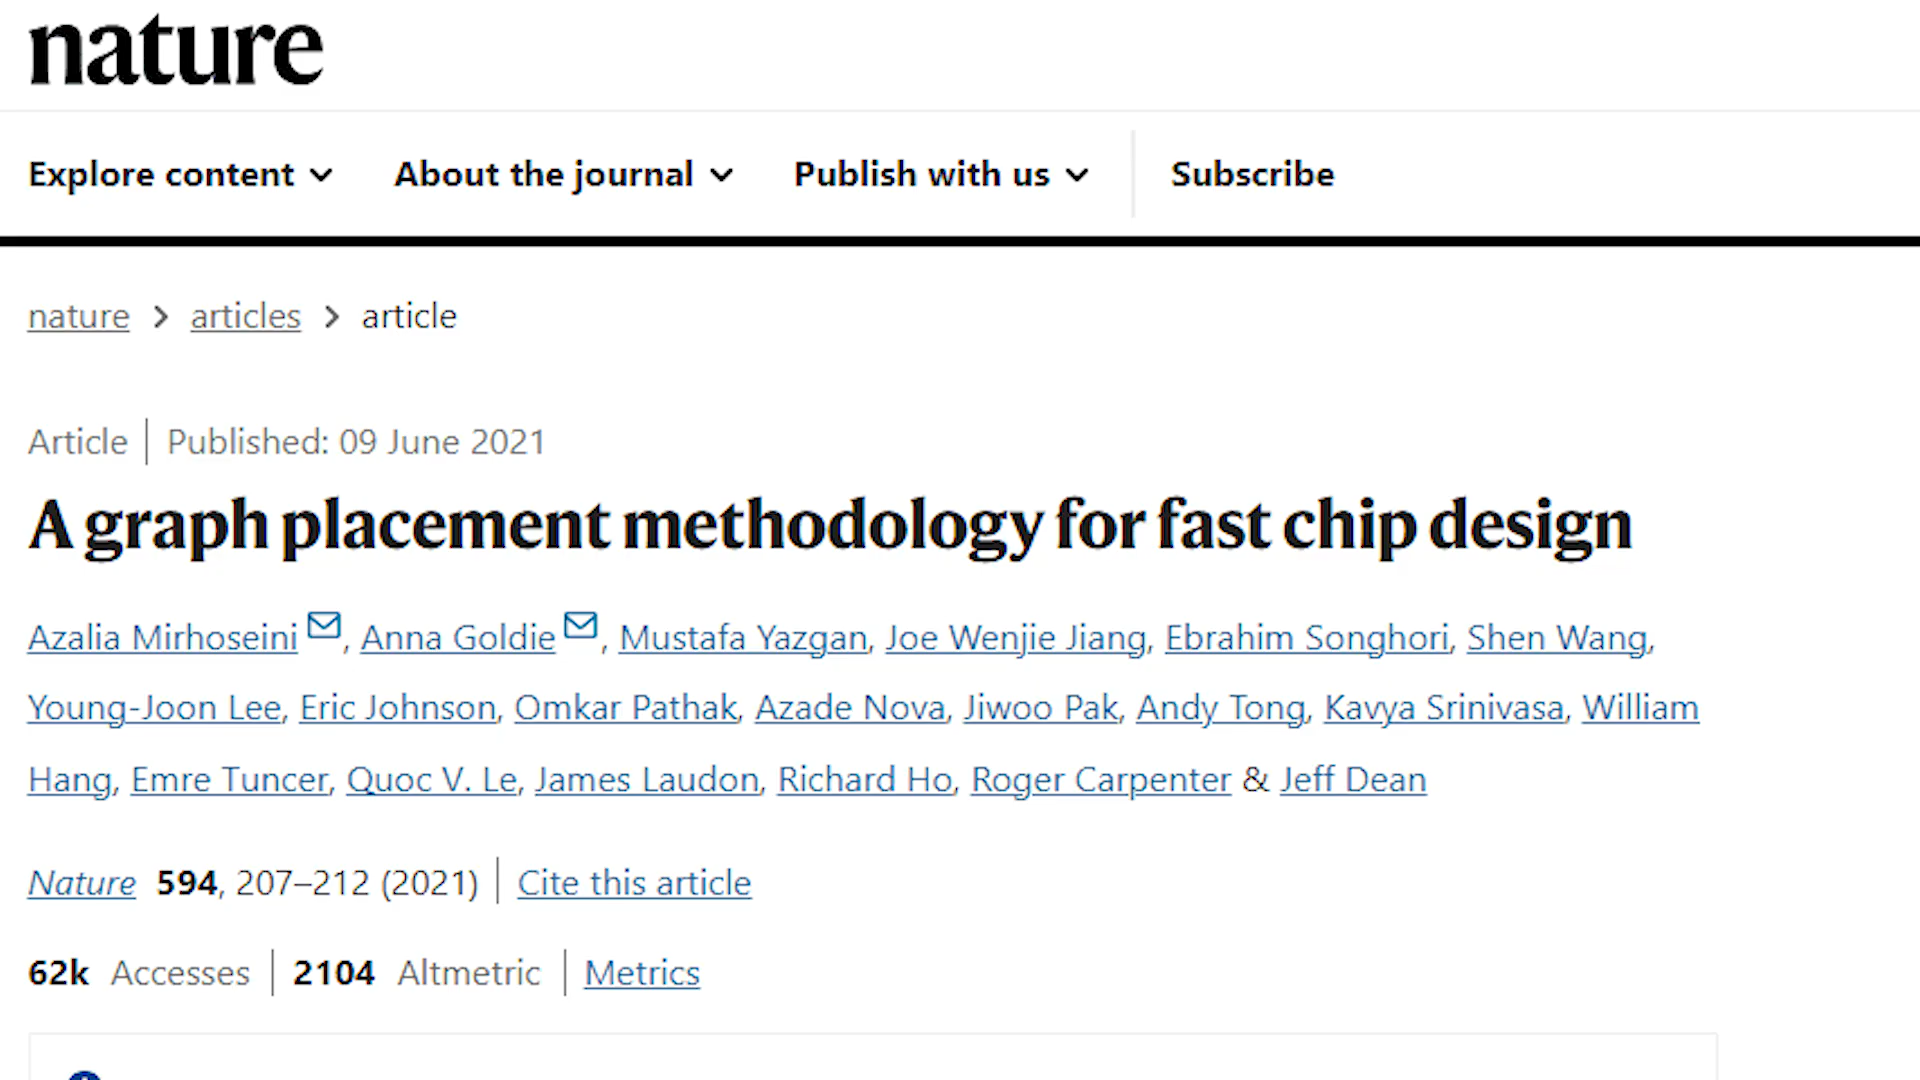 nature
Explore content About the journal Publish with us Subscribe
nature > articles > article
Article | Published: 09 June 2021
A graph placement methodology for fast chip design
Azalia Mirhoseini, Anna Goldie, Mustafa Yazgan, Joe Wenjie Jiang, Ebrahim Songhori, Shen Wang,
Young-Joon Lee, Eric Johnson, Omkar Pathak, Azade Nova, Jiwoo Pak, Andy Tong, Kavya Srinivasa, William
Hang, Emre Tuncer, Quoc V. Le, James Laudon, Richard Ho, Roger Carpenter & Jeff Dean
Nature 594, 207–212 (2021) | Cite this article
62k Accesses | 2104 Altmetric | Metrics